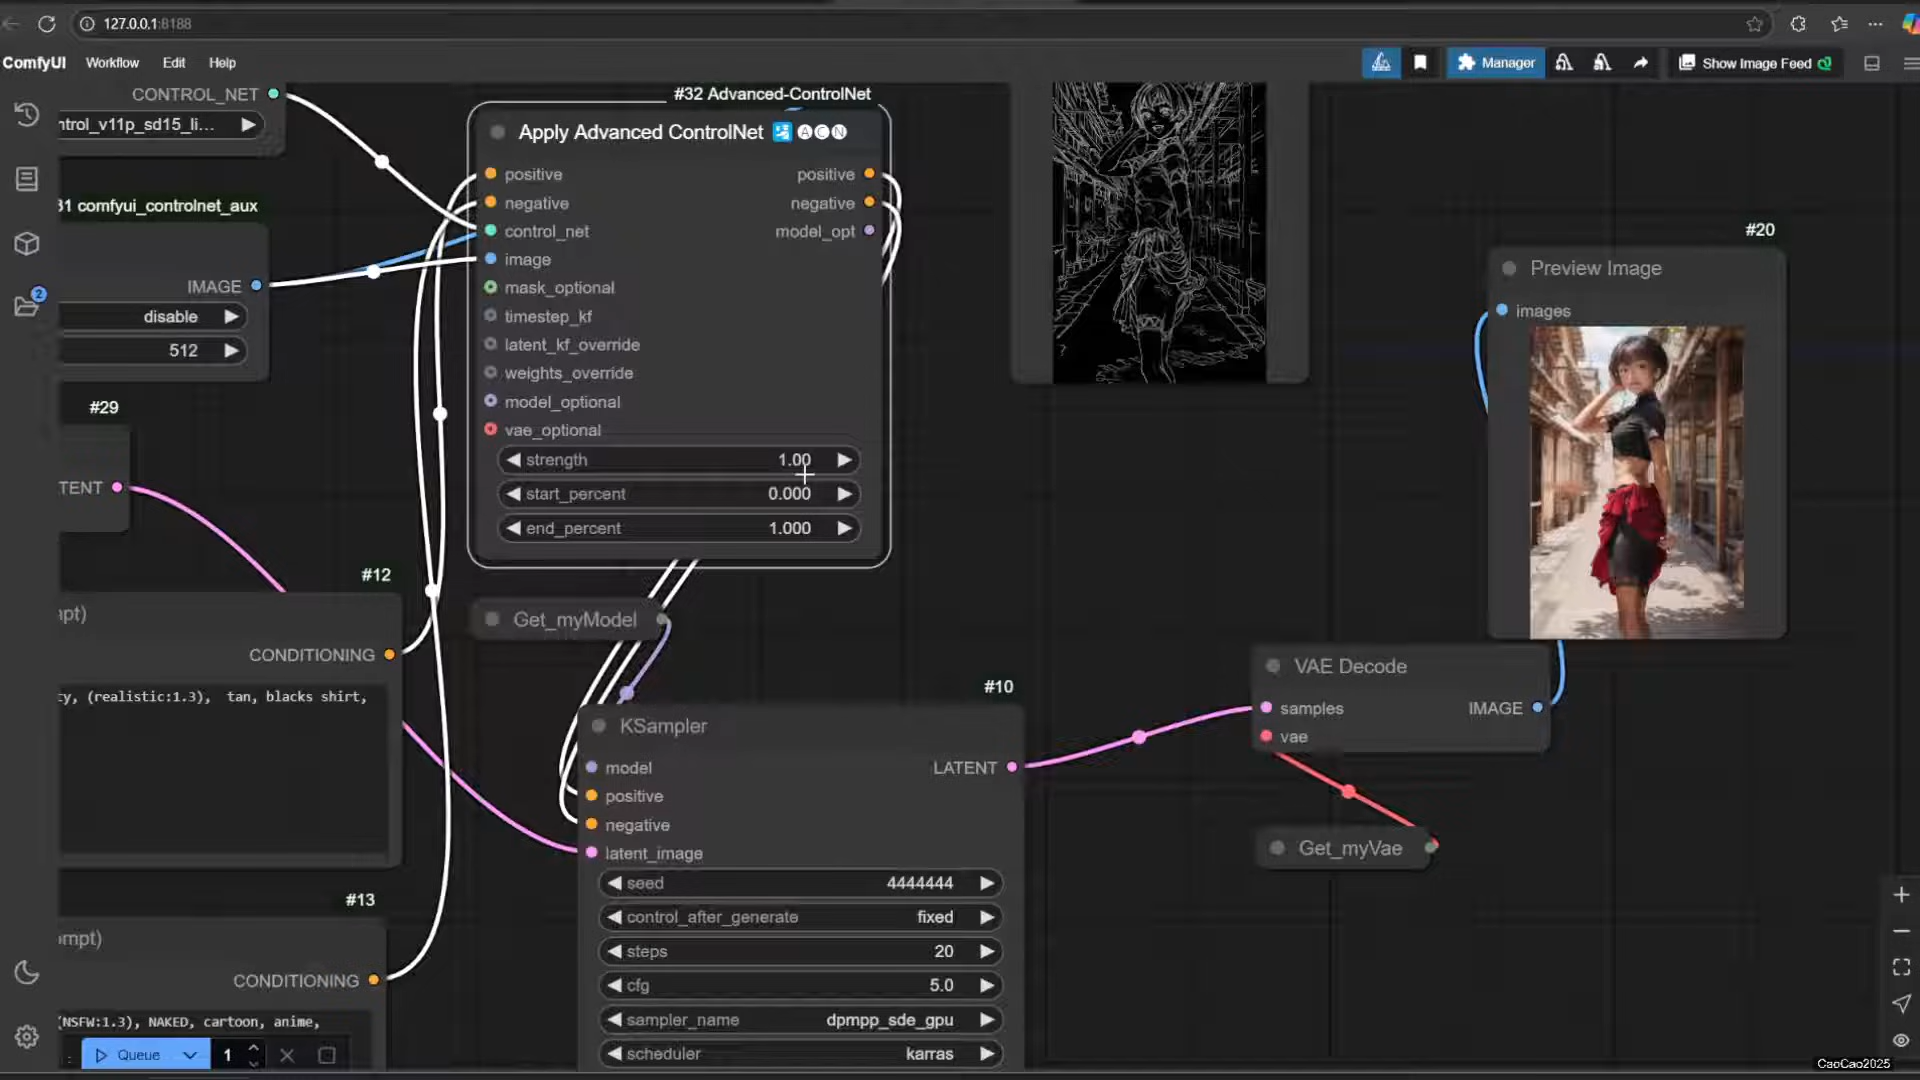 127.0.0.1:8188
ComfyUI Workflow Edit Help
Manager
Show Image Feed
CONTROL_NET
ntrol_v11p_sd15_li...
#32 Advanced-ControlNet
Apply Advanced ControlNet ACN
positive positive
negative negative
control_net model_opt
image
mask_optional
timestep_kf
latent_kf_override
weights_override
model_optional
vae_optional
strength 1.00
start_percent 0.000
end_percent 1.000
31 comfyui_controlnet_aux
IMAGE
disable
512
2
#29
TENT
#12
mpt)
CONDITIONING
ty, (realistic:1.3), tan, blacks shirt,
#13
ompt)
CONDITIONING
(NSFW:1.3), NAKED, cartoon, anime,
Queue 1
Get_myModel
#10
KSampler
model LATENT
positive
negative
latent_image
seed 4444444
control_after_generate fixed
steps 20
cfg 5.0
sampler_name dpmpp_sde_gpu
scheduler karras
#20
Preview Image
images
VAE Decode
samples IMAGE
vae
Get_myVae
CaoCao2025